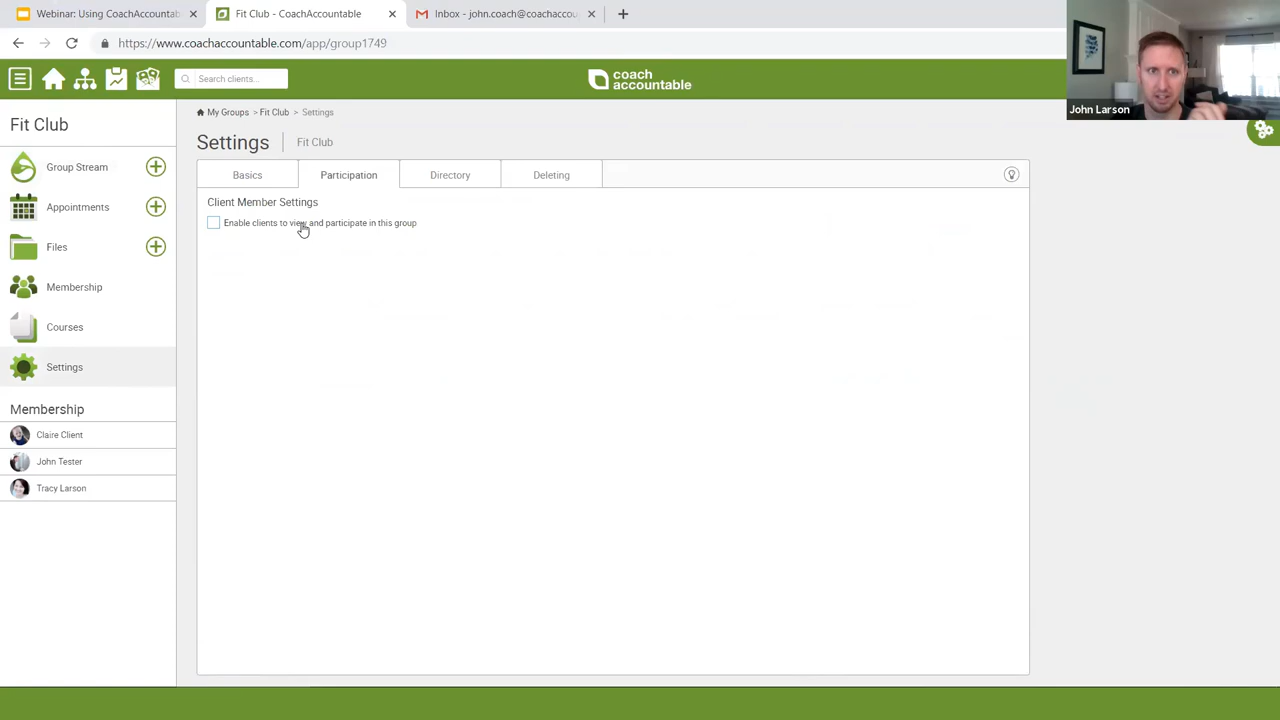 Webinar: Using CoachAccountable
Fit Club - CoachAccountable
Inbox - john.coach@coachaccou
https://www.coachaccountable.com/app/group1749
Search clients...
coach
accountable
John Larson
Fit Club
My Groups > Fit Club > Settings
Settings
Fit Club
Group Stream
Appointments
Files
Membership
Courses
Settings
Basics
Participation
Directory
Deleting
Client Member Settings
Enable clients to view and participate in this group
Membership
Claire Client
John Tester
Tracy Larson